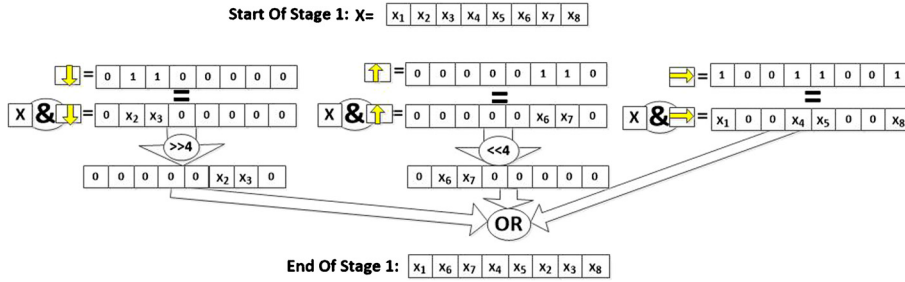 Start Of Stage 1: X= x₁ x₂ x₃ x₄ x₅ x₆ x₇ x₈
= 0 1 1 0 0 0 0 0
= 0 0 0 0 0 1 1 0
= 1 0 0 1 1 0 0 1
= = =
X & = 0 x₂ x₃ 0 0 0 0 0
X & = 0 0 0 0 0 x₆ x₇ 0
X & = x₁ 0 0 x₄ x₅ 0 0 x₈
>>4 <<4
0 0 0 0 0 x₂ x₃ 0
0 x₆ x₇ 0 0 0 0 0
OR
End Of Stage 1: x₁ x₆ x₇ x₄ x₅ x₂ x₃ x₈